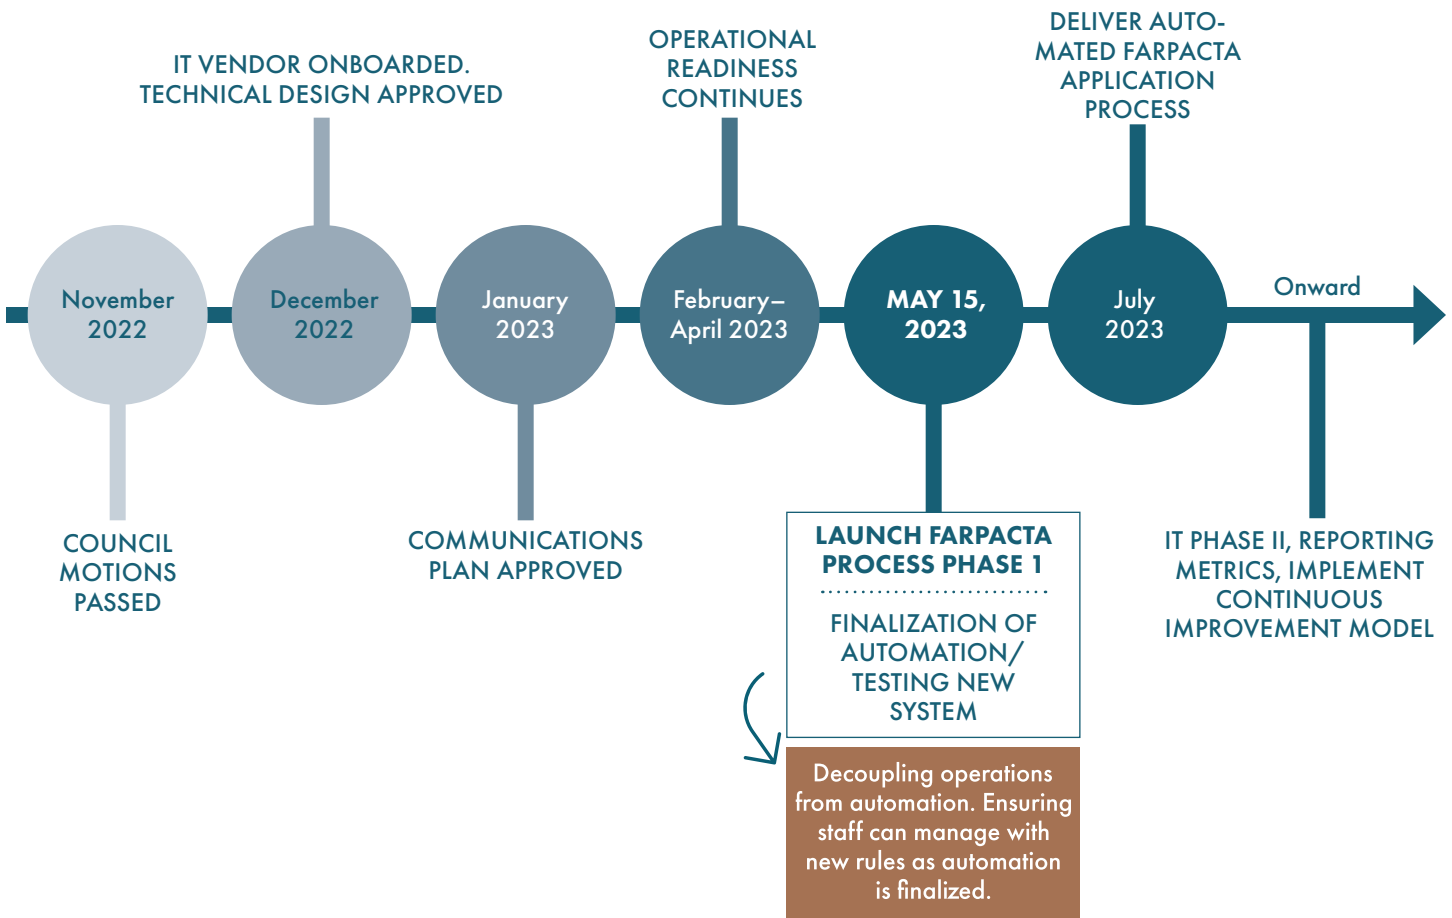 IT VENDOR ONBOARDED.
TECHNICAL DESIGN APPROVED
OPERATIONAL
READINESS
CONTINUES
DELIVER AUTO-
MATED FARPACTA
APPLICATION
PROCESS
November
2022
December
2022
January
2023
February–
April 2023
MAY 15,
2023
July
2023
Onward
COUNCIL
MOTIONS
PASSED
COMMUNICATIONS
PLAN APPROVED
LAUNCH FARPACTA
PROCESS PHASE 1
FINALIZATION OF
AUTOMATION/
TESTING NEW
SYSTEM
Decoupling operations
from automation. Ensuring
staff can manage with
new rules as automation
is finalized.
IT PHASE II, REPORTING
METRICS, IMPLEMENT
CONTINUOUS
IMPROVEMENT MODEL